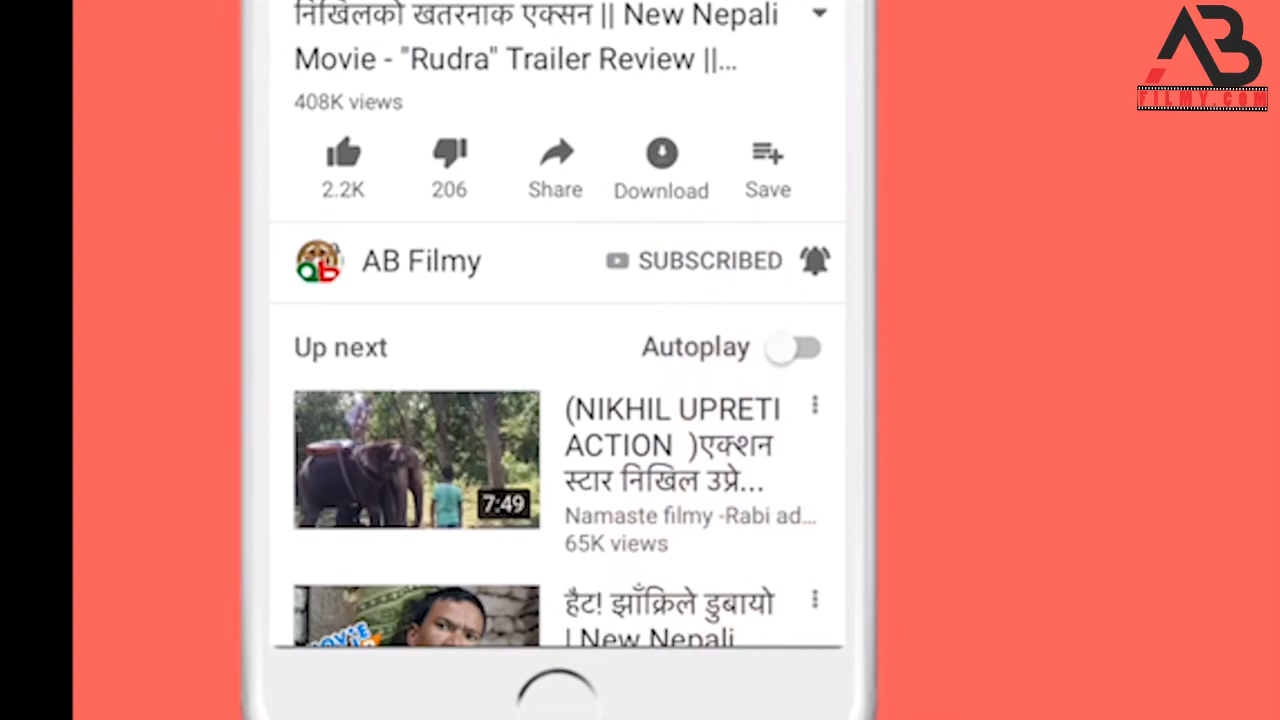 निखिलको खतरनाक एक्सन || New Nepali
Movie - "Rudra" Trailer Review ||...
408K views
2.2K
206
Share
Download
Save
AB Filmy
SUBSCRIBED
Up next
Autoplay
(NIKHIL UPRETI
ACTION )एक्शन
स्टार निखिल उप्रे...
Namaste filmy -Rabi ad...
65K views
7:49
हैट! झाँक्रिले डुबायो
| New Nepali
AB
FILMY.COM
ab